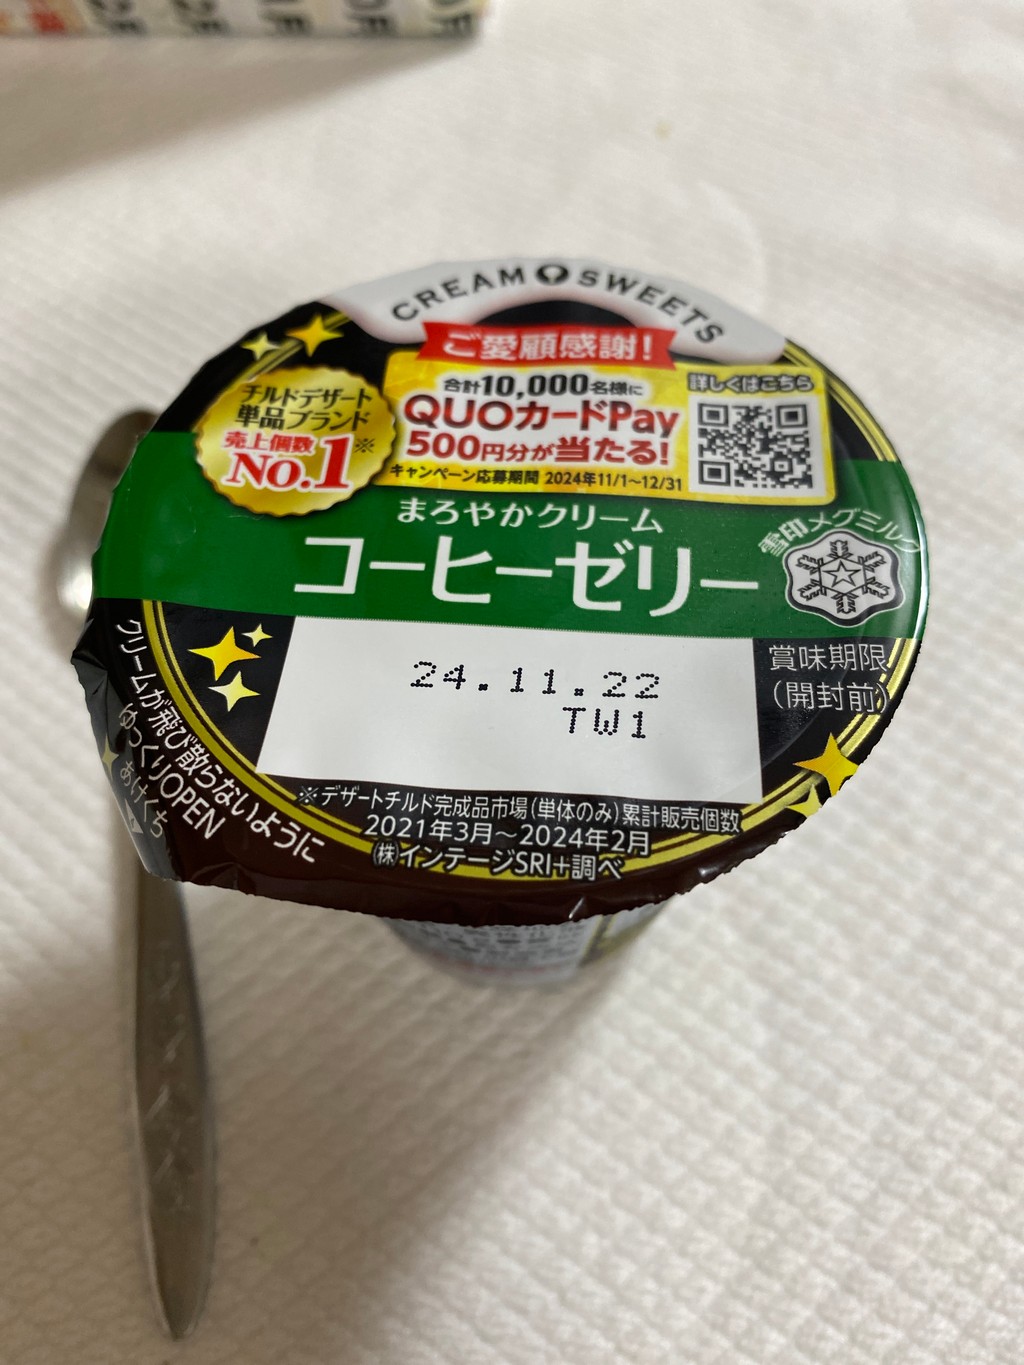 CREAM SWEETS
ご愛顧感謝!
合計10,000名様に
QUOカードPay
500円分が当たる!
キャンペーン応募期間 2024年11/1〜12/31
詳しくはこちら
チルドデザート
単品ブランド
売上個数
No.1※
まろやかクリーム
コーヒーゼリー
雪印メグミルク
24.11.22
TW1
賞味期限
(開封前)
※デザートチルド完成品市場(単体のみ)累計販売個数
2021年3月〜2024年2月
(株)インテージSRI+調べ
クリームが飛び散らないように
ゆっくりOPEN
あけくち